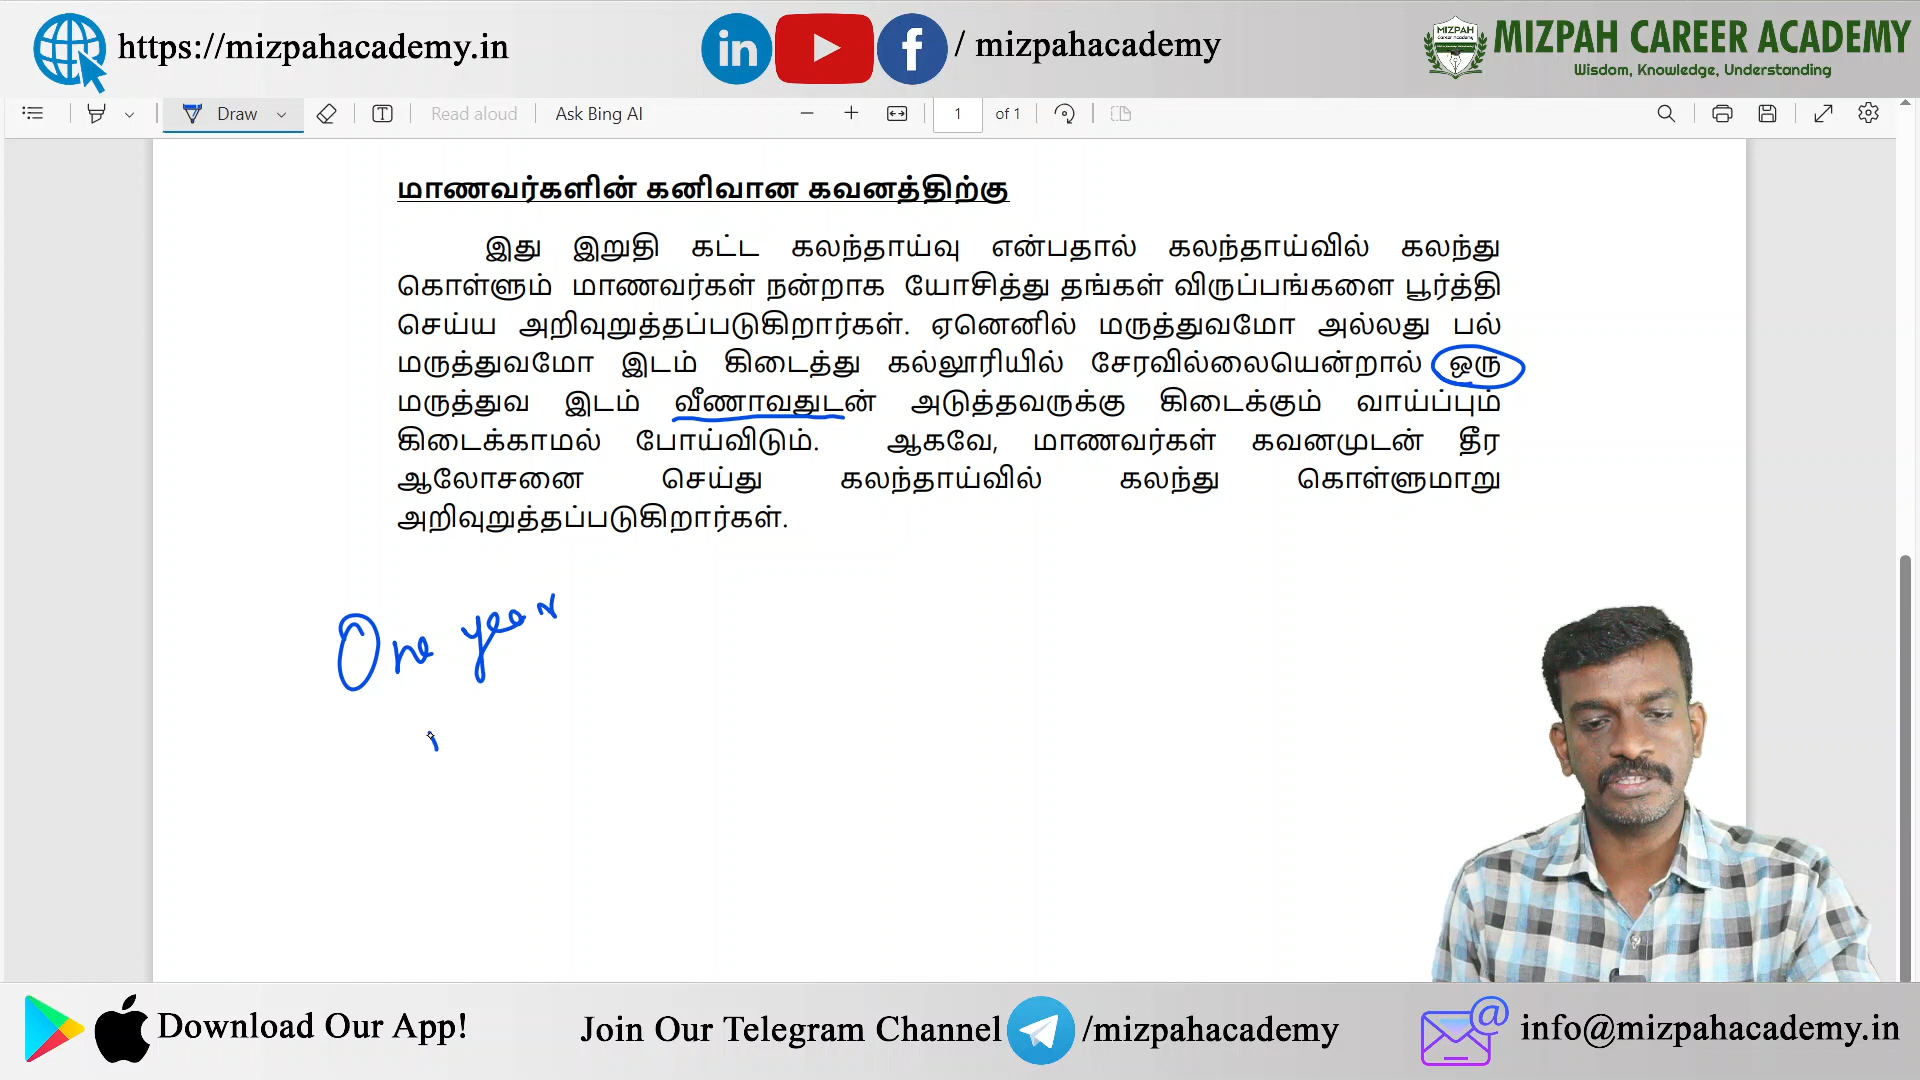 https://mizpahacademy.in
in f / mizpahacademy
MIZPAH Career Academy
MIZPAH CAREER ACADEMY
Wisdom, Knowledge, Understanding
Draw Read aloud Ask Bing AI 1 of 1
மாணவர்களின் கனிவான கவனத்திற்கு
இது இறுதி கட்ட கலந்தாய்வு என்பதால் கலந்தாய்வில் கலந்து
கொள்ளும் மாணவர்கள் நன்றாக யோசித்து தங்கள் விருப்பங்களை பூர்த்தி
செய்ய அறிவுறுத்தப்படுகிறார்கள். ஏனெனில் மருத்துவமோ அல்லது பல்
மருத்துவமோ இடம் கிடைத்து கல்லூரியில் சேரவில்லையென்றால் ஒரு
மருத்துவ இடம் வீணாவதுடன் அடுத்தவருக்கு கிடைக்கும் வாய்ப்பும்
கிடைக்காமல் போய்விடும். ஆகவே, மாணவர்கள் கவனமுடன் தீர
ஆலோசனை செய்து கலந்தாய்வில் கலந்து கொள்ளுமாறு
அறிவுறுத்தப்படுகிறார்கள்.
One year
Download Our App!
Join Our Telegram Channel /mizpahacademy
@ info@mizpahacademy.in